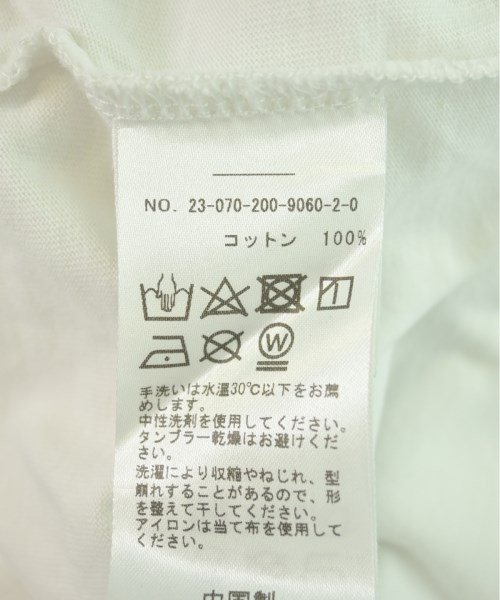 NO. 23-070-200-9060-2-0
コットン 100%
W
手洗いは水温30℃以下をお薦
めします。
中性洗剤を使用してください。
タンブラー乾燥はお避けくだ
さい。
洗濯により収縮やねじれ、型
崩れすることがあるので、形
を整えて干してください。
アイロンは当て布を使用して
ください。
中国製